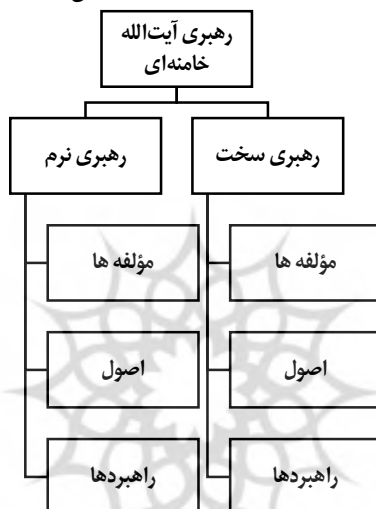 رهبری آیت‌الله
خامنه‌ای
رهبری سخت
رهبری نرم
مؤلفه ها
مؤلفه ها
اصول
اصول
راهبردها
راهبردها